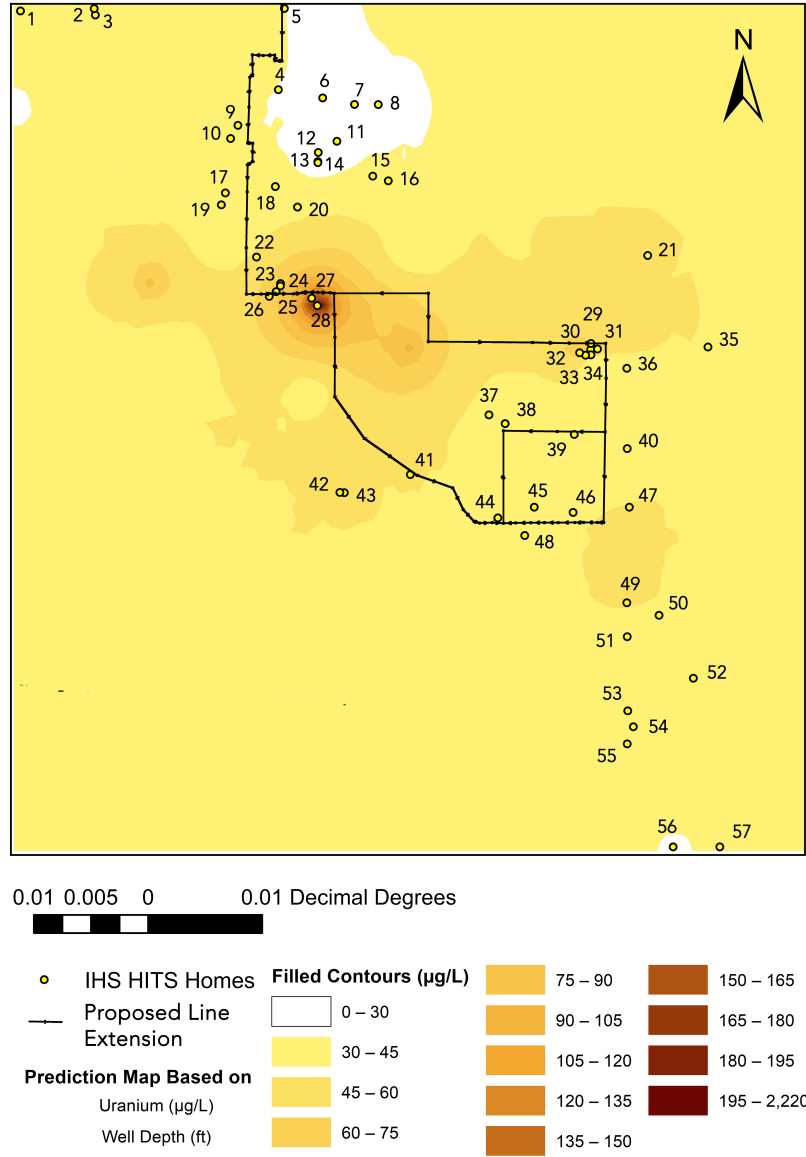 1
2
3
5
N
4
6
7
8
9
10
11
12
13
14
15
16
17
18
19
20
21
22
23
24
27
26
25
28
29
30
31
32
33
34
35
36
37
38
39
40
41
42
43
44
45
46
47
48
49
50
51
52
53
54
55
56
57
0.01 0.005 0 0.01 Decimal Degrees
IHS HITS Homes
Proposed Line
Extension
Prediction Map Based on
Uranium (µg/L)
Well Depth (ft)
Filled Contours (µg/L)
0 – 30
30 – 45
45 – 60
60 – 75
75 – 90
90 – 105
105 – 120
120 – 135
135 – 150
150 – 165
165 – 180
180 – 195
195 – 2,220